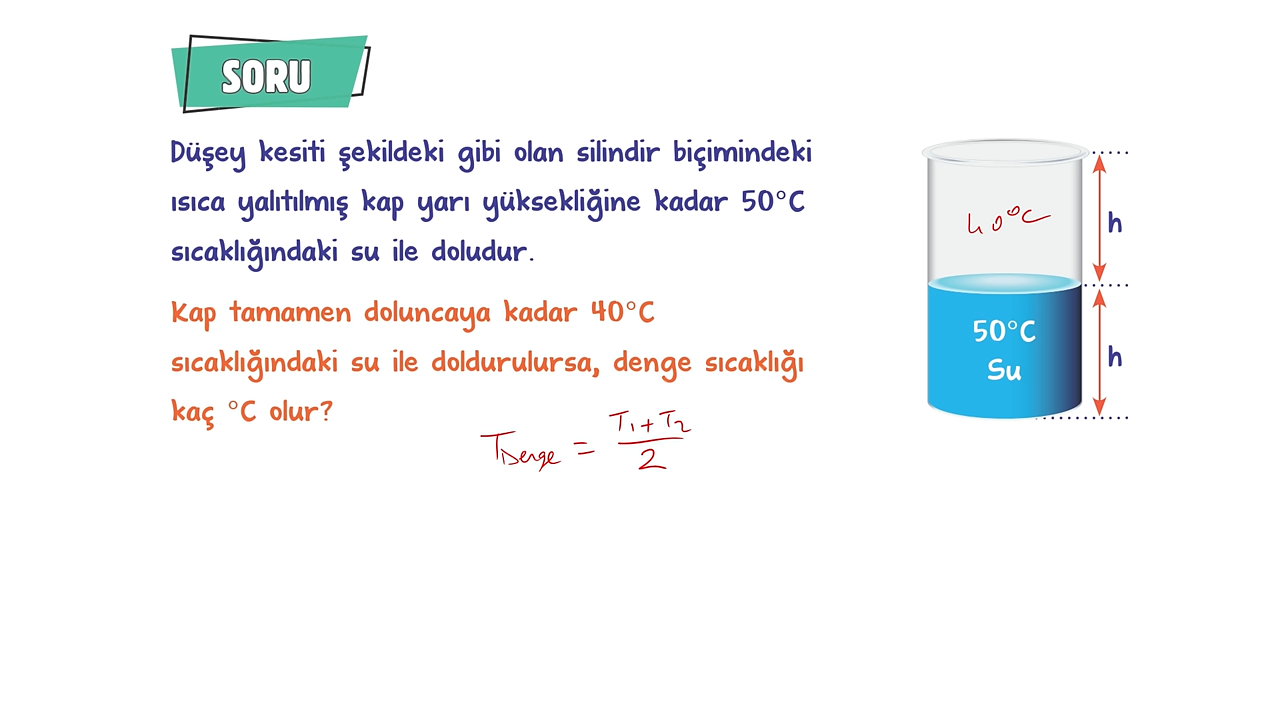 SORU
Düşey kesiti şekildeki gibi olan silindir biçimindeki
ısıca yalıtılmış kap yarı yüksekliğine kadar 50°C
sıcaklığındaki su ile doludur.
Kap tamamen doluncaya kadar 40°C
sıcaklığındaki su ile doldurulursa, denge sıcaklığı
kaç °C olur?
TDenge = T1 + T2 / 2
40°C
h
50°C
Su
h